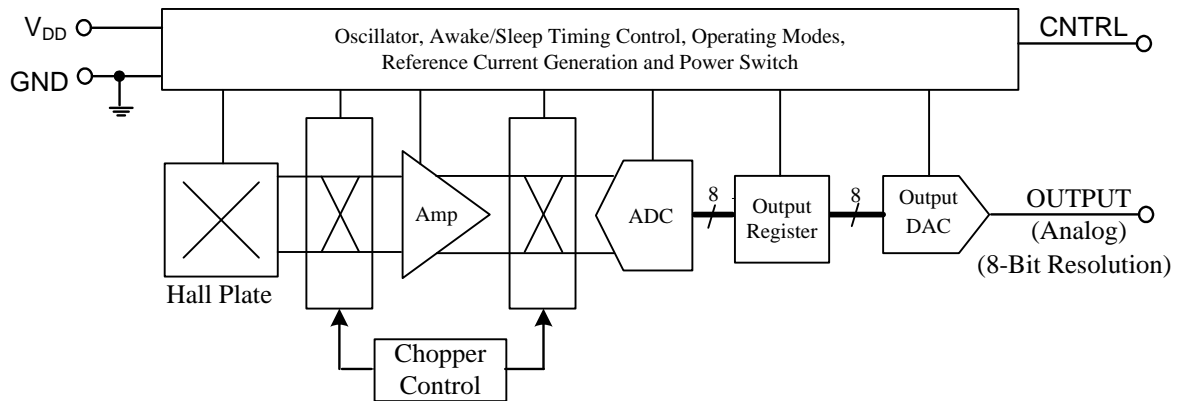 V_DD
GND
Oscillator, Awake/Sleep Timing Control, Operating Modes,
Reference Current Generation and Power Switch
CNTRL
Hall Plate
Amp
ADC
8
Output
Register
8
Output
DAC
OUTPUT
(Analog)
(8-Bit Resolution)
Chopper
Control